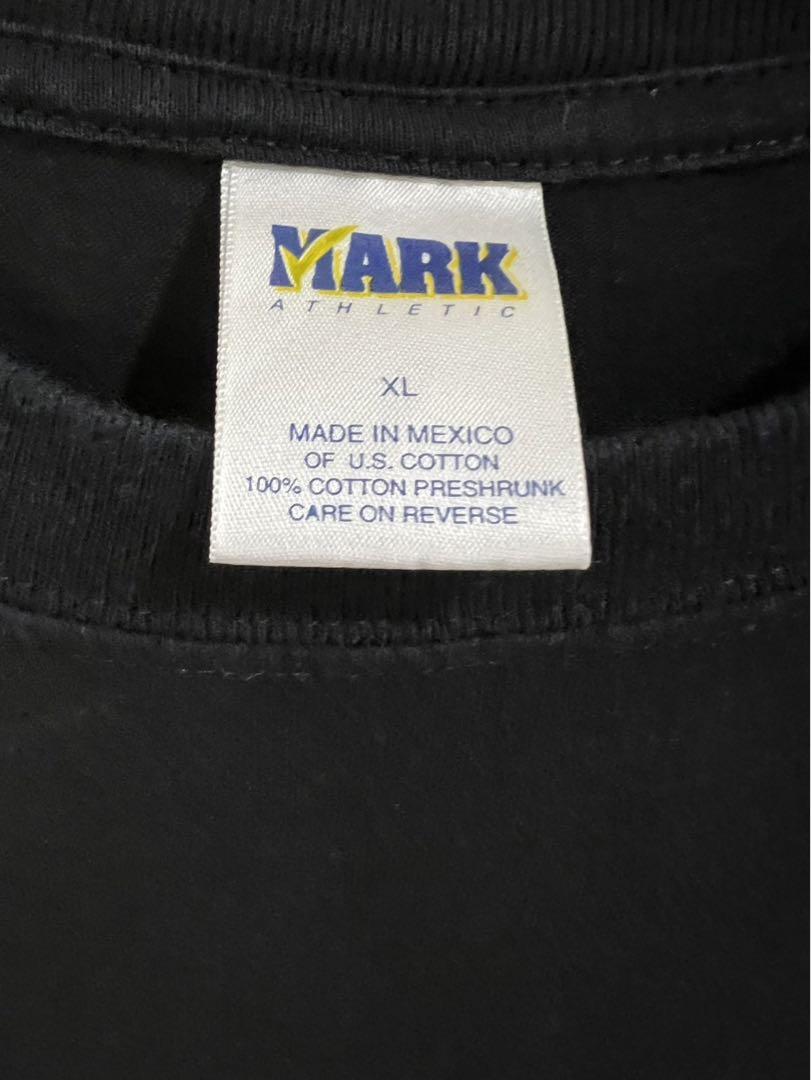 MARK
ATHLETIC
XL
MADE IN MEXICO
OF U.S. COTTON
100% COTTON PRESHRUNK
CARE ON REVERSE